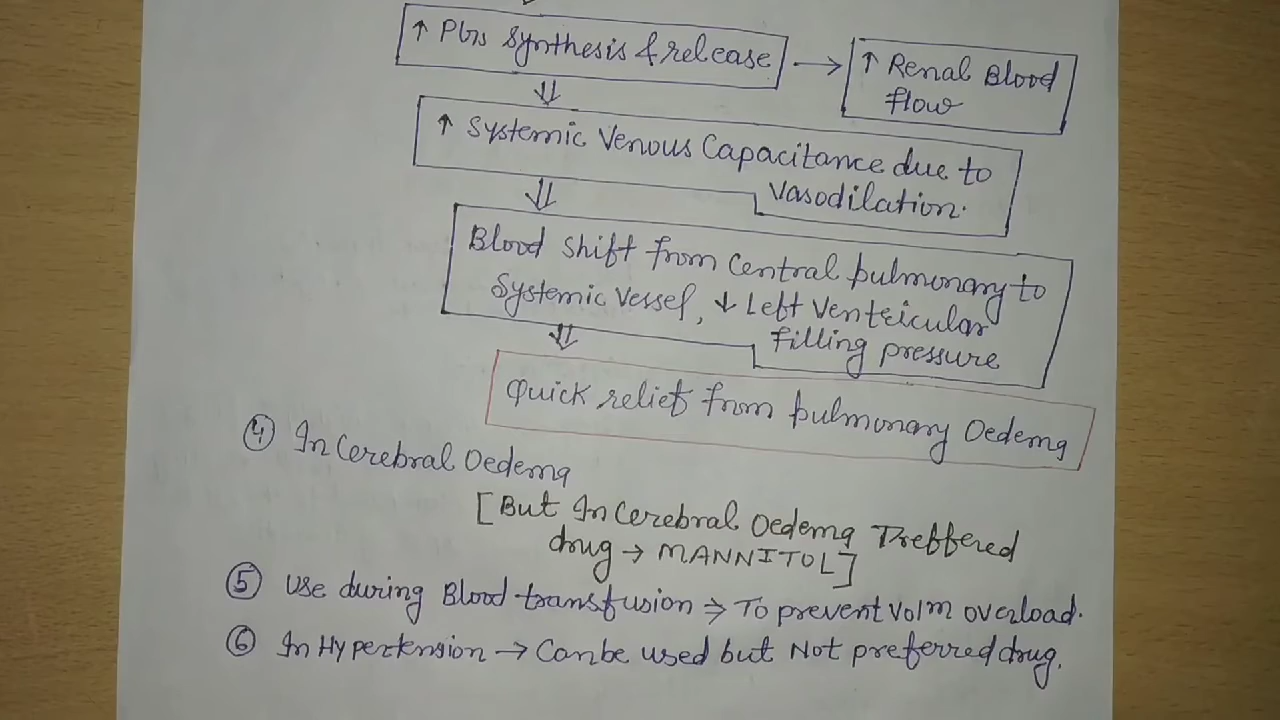 ↑ PGs synthesis & release → ↑ Renal Blood
flow
⇓
↑ Systemic Venous Capacitance due to
Vasodilation.
⇓
Blood shift from Central pulmonary to
Systemic Vessel, ↓ Left Ventricular
filling pressure
⇓
Quick relief from pulmonary Oedema
④ In Cerebral Oedema
[But In Cerebral Oedema Preffered
drug → MANNITOL]
⑤ Use during Blood transfusion ⇒ To prevent Volm overload.
⑥ In Hypertension → Can be used but Not preferred drug.